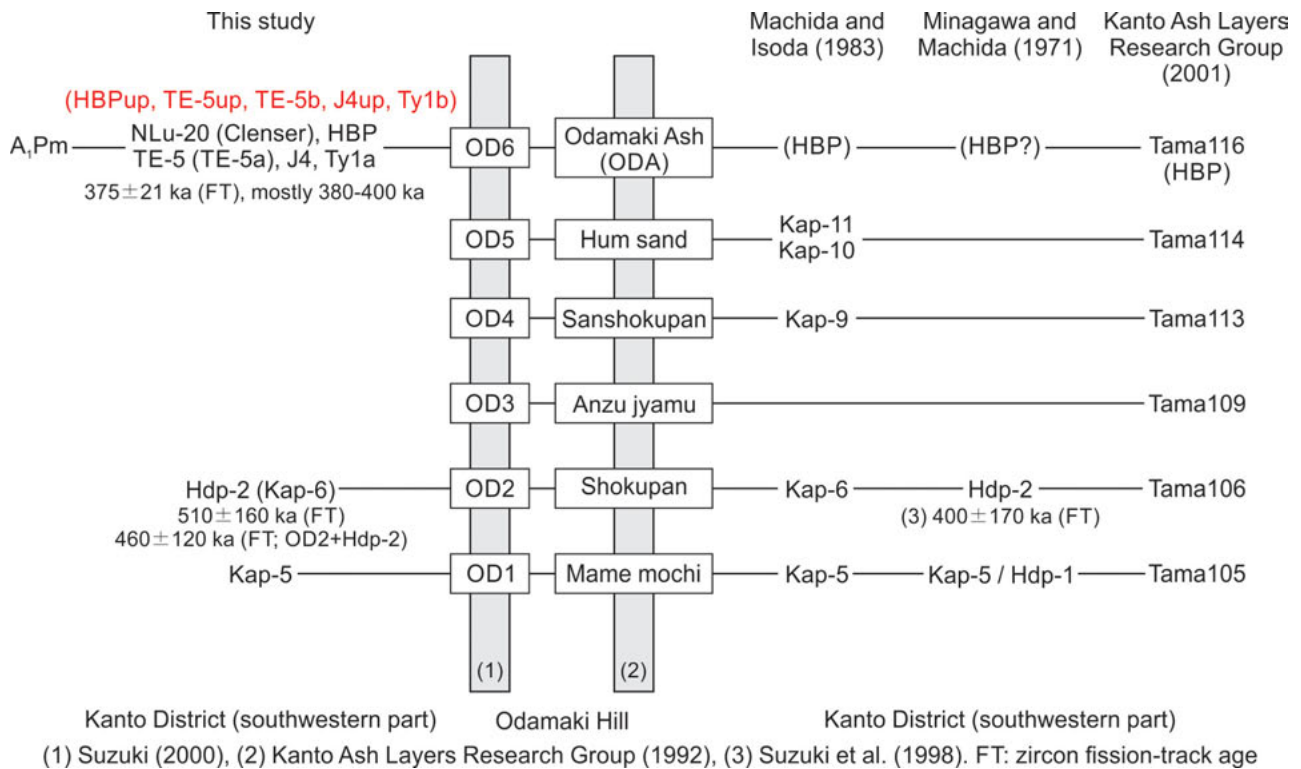 This study
Machida and Isoda (1983)
Minagawa and Machida (1971)
Kanto Ash Layers Research Group (2001)
(HBPup, TE-5up, TE-5b, J4up, Ty1b)
A₁Pm
NLu-20 (Clenser), HBP
TE-5 (TE-5a), J4, Ty1a
375±21 ka (FT), mostly 380-400 ka
OD6
Odamaki Ash
(ODA)
(HBP)
(HBP?)
Tama116
(HBP)
OD5
Hum sand
Kap-11
Kap-10
Tama114
OD4
Sanshokupan
Kap-9
Tama113
OD3
Anzu jyamu
Tama109
Hdp-2 (Kap-6)
510±160 ka (FT)
460±120 ka (FT; OD2+Hdp-2)
OD2
Shokupan
Kap-6
Hdp-2
(3) 400±170 ka (FT)
Tama106
Kap-5
OD1
Mame mochi
Kap-5
Kap-5 / Hdp-1
Tama105
(1)
(2)
Kanto District (southwestern part)
Odamaki Hill
Kanto District (southwestern part)
(1) Suzuki (2000), (2) Kanto Ash Layers Research Group (1992), (3) Suzuki et al. (1998). FT: zircon fission-track age